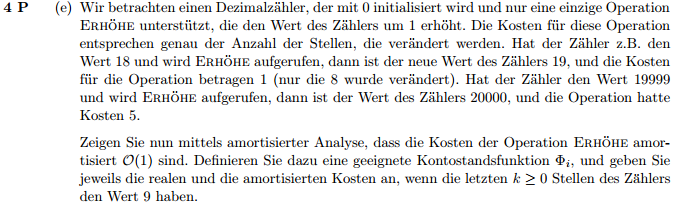 4 P (e) Wir betrachten einen Dezimalzähler, der mit 0 initialisiert wird und nur eine einzige Operation
ERHÖHE unterstützt, die den Wert des Zählers um 1 erhöht. Die Kosten für diese Operation
entsprechen genau der Anzahl der Stellen, die verändert werden. Hat der Zähler z.B. den
Wert 18 und wird ERHÖHE aufgerufen, dann ist der neue Wert des Zählers 19, und die Kosten
für die Operation betragen 1 (nur die 8 wurde verändert). Hat der Zähler den Wert 19999
und wird ERHÖHE aufgerufen, dann ist der Wert des Zählers 20000, und die Operation hatte
Kosten 5.
Zeigen Sie nun mittels amortisierter Analyse, dass die Kosten der Operation ERHÖHE amor-
tisiert O(1) sind. Definieren Sie dazu eine geeignete Kontostandsfunktion Φᵢ, und geben Sie
jeweils die realen und die amortisierten Kosten an, wenn die letzten k ≥ 0 Stellen des Zählers
den Wert 9 haben.